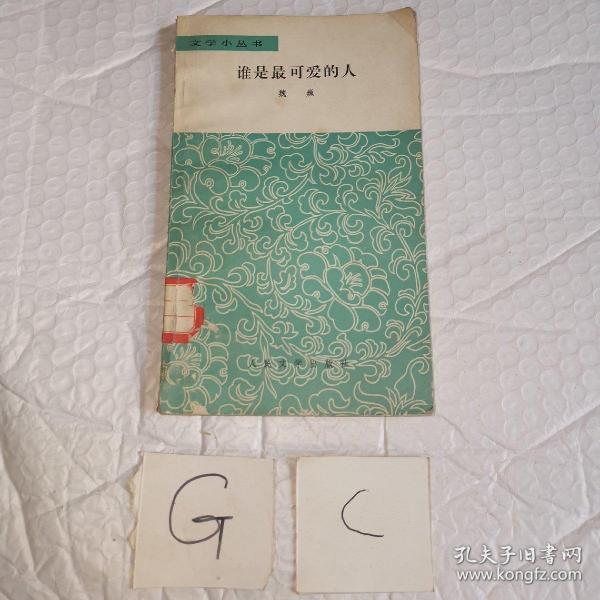 文学小丛书
谁是最可爱的人
魏巍
人民文学出版社
G
C
孔夫子旧书网
www.kongfz.com